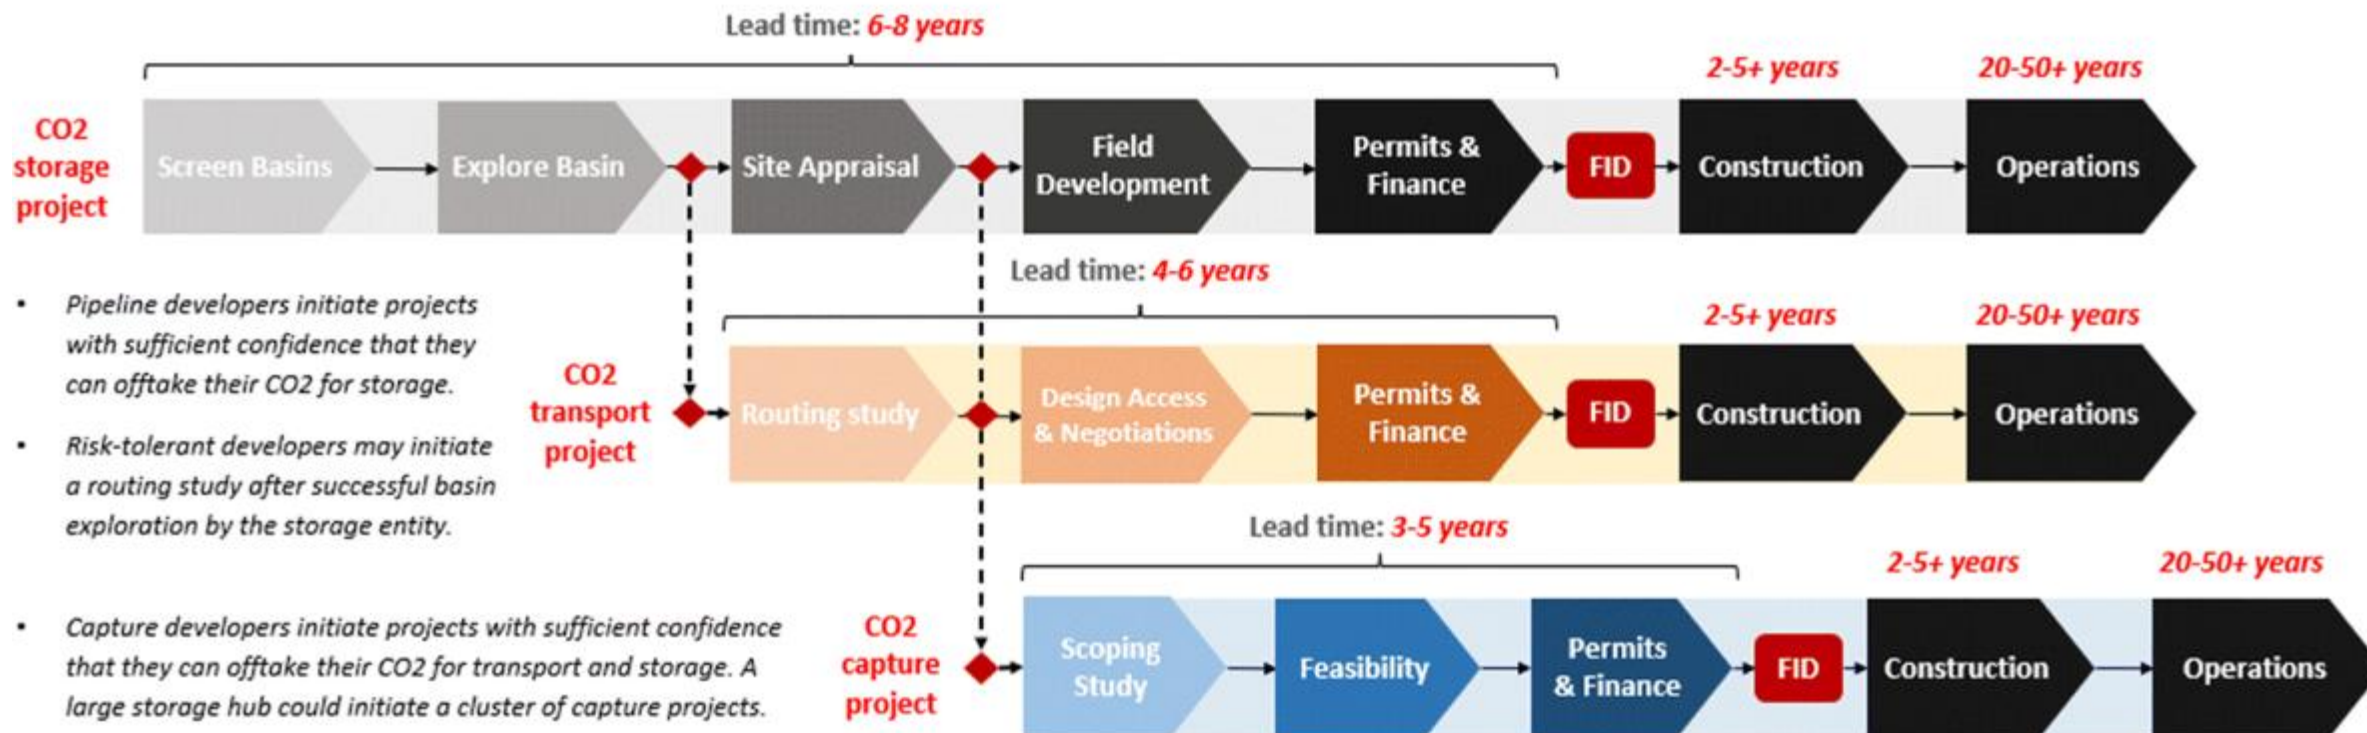 Lead time: 6-8 years
2-5+ years
20-50+ years
CO2
storage
project
Screen Basins
Explore Basin
Site Appraisal
Field
Development
Permits &
Finance
FID
Construction
Operations
Lead time: 4-6 years
2-5+ years
20-50+ years
• Pipeline developers initiate projects
with sufficient confidence that they
can offtake their CO2 for storage.
• Risk-tolerant developers may initiate
a routing study after successful basin
exploration by the storage entity.
CO2
transport
project
Routing study
Design Access
& Negotiations
Permits &
Finance
FID
Construction
Operations
Lead time: 3-5 years
2-5+ years
20-50+ years
• Capture developers initiate projects with sufficient confidence
that they can offtake their CO2 for transport and storage. A
large storage hub could initiate a cluster of capture projects.
CO2
capture
project
Scoping
Study
Feasibility
Permits
& Finance
FID
Construction
Operations